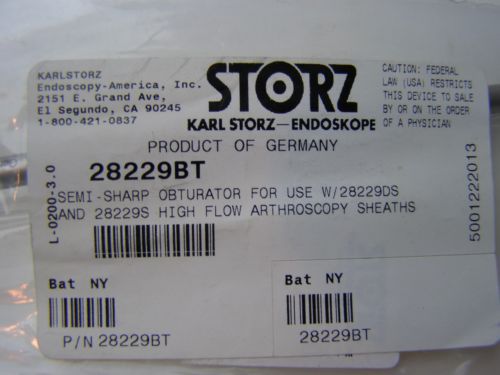 KARLSTORZ
Endoscopy-America, Inc.
2151 E. Grand Ave,
El Segundo, CA 90245
1-800-421-0837
STORZ
KARL STORZ—ENDOSKOPE
CAUTION: FEDERAL
LAW (USA) RESTRICTS
THIS DEVICE TO SALE
BY OR ON THE ORDER
OF A PHYSICIAN
PRODUCT OF GERMANY
28229BT
L-0200-3.0
SEMI-SHARP OBTURATOR FOR USE W/28229DS
AND 28229S HIGH FLOW ARTHROSCOPY SHEATHS
5001222013
Bat NY
P/N 28229BT
Bat NY
28229BT